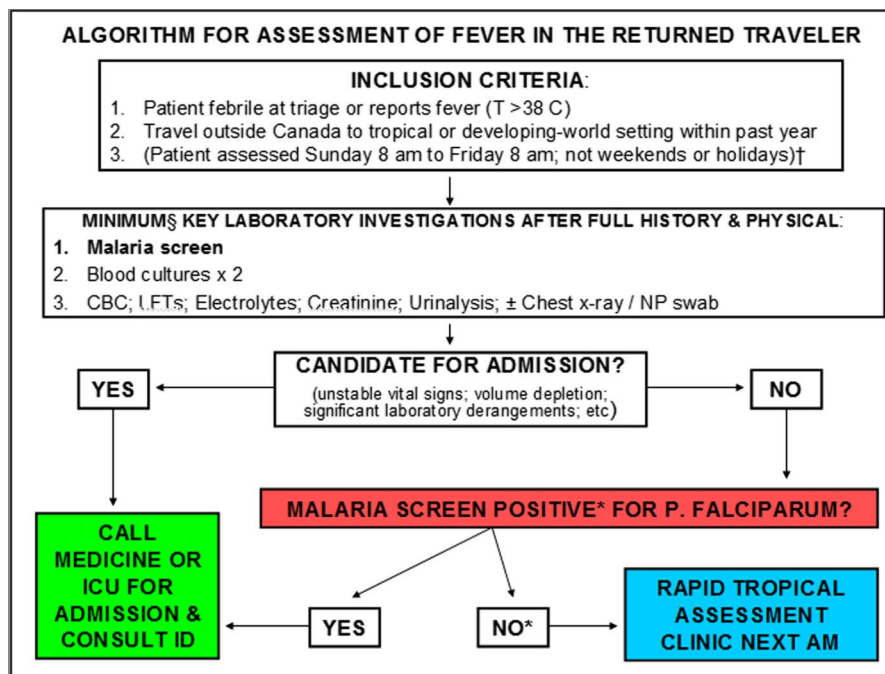 ALGORITHM FOR ASSESSMENT OF FEVER IN THE RETURNED TRAVELER
INCLUSION CRITERIA:
1. Patient febrile at triage or reports fever (T >38 C)
2. Travel outside Canada to tropical or developing-world setting within past year
3. (Patient assessed Sunday 8 am to Friday 8 am; not weekends or holidays)†
MINIMUM§ KEY LABORATORY INVESTIGATIONS AFTER FULL HISTORY & PHYSICAL:
1. Malaria screen
2. Blood cultures x 2
3. CBC; LFTs; Electrolytes; Creatinine; Urinalysis; ± Chest x-ray / NP swab
CANDIDATE FOR ADMISSION?
(unstable vital signs; volume depletion;
significant laboratory derangements; etc)
YES
NO
MALARIA SCREEN POSITIVE* FOR P. FALCIPARUM?
CALL
MEDICINE OR
ICU FOR
ADMISSION &
CONSULT ID
YES
NO*
RAPID TROPICAL
ASSESSMENT
CLINIC NEXT AM